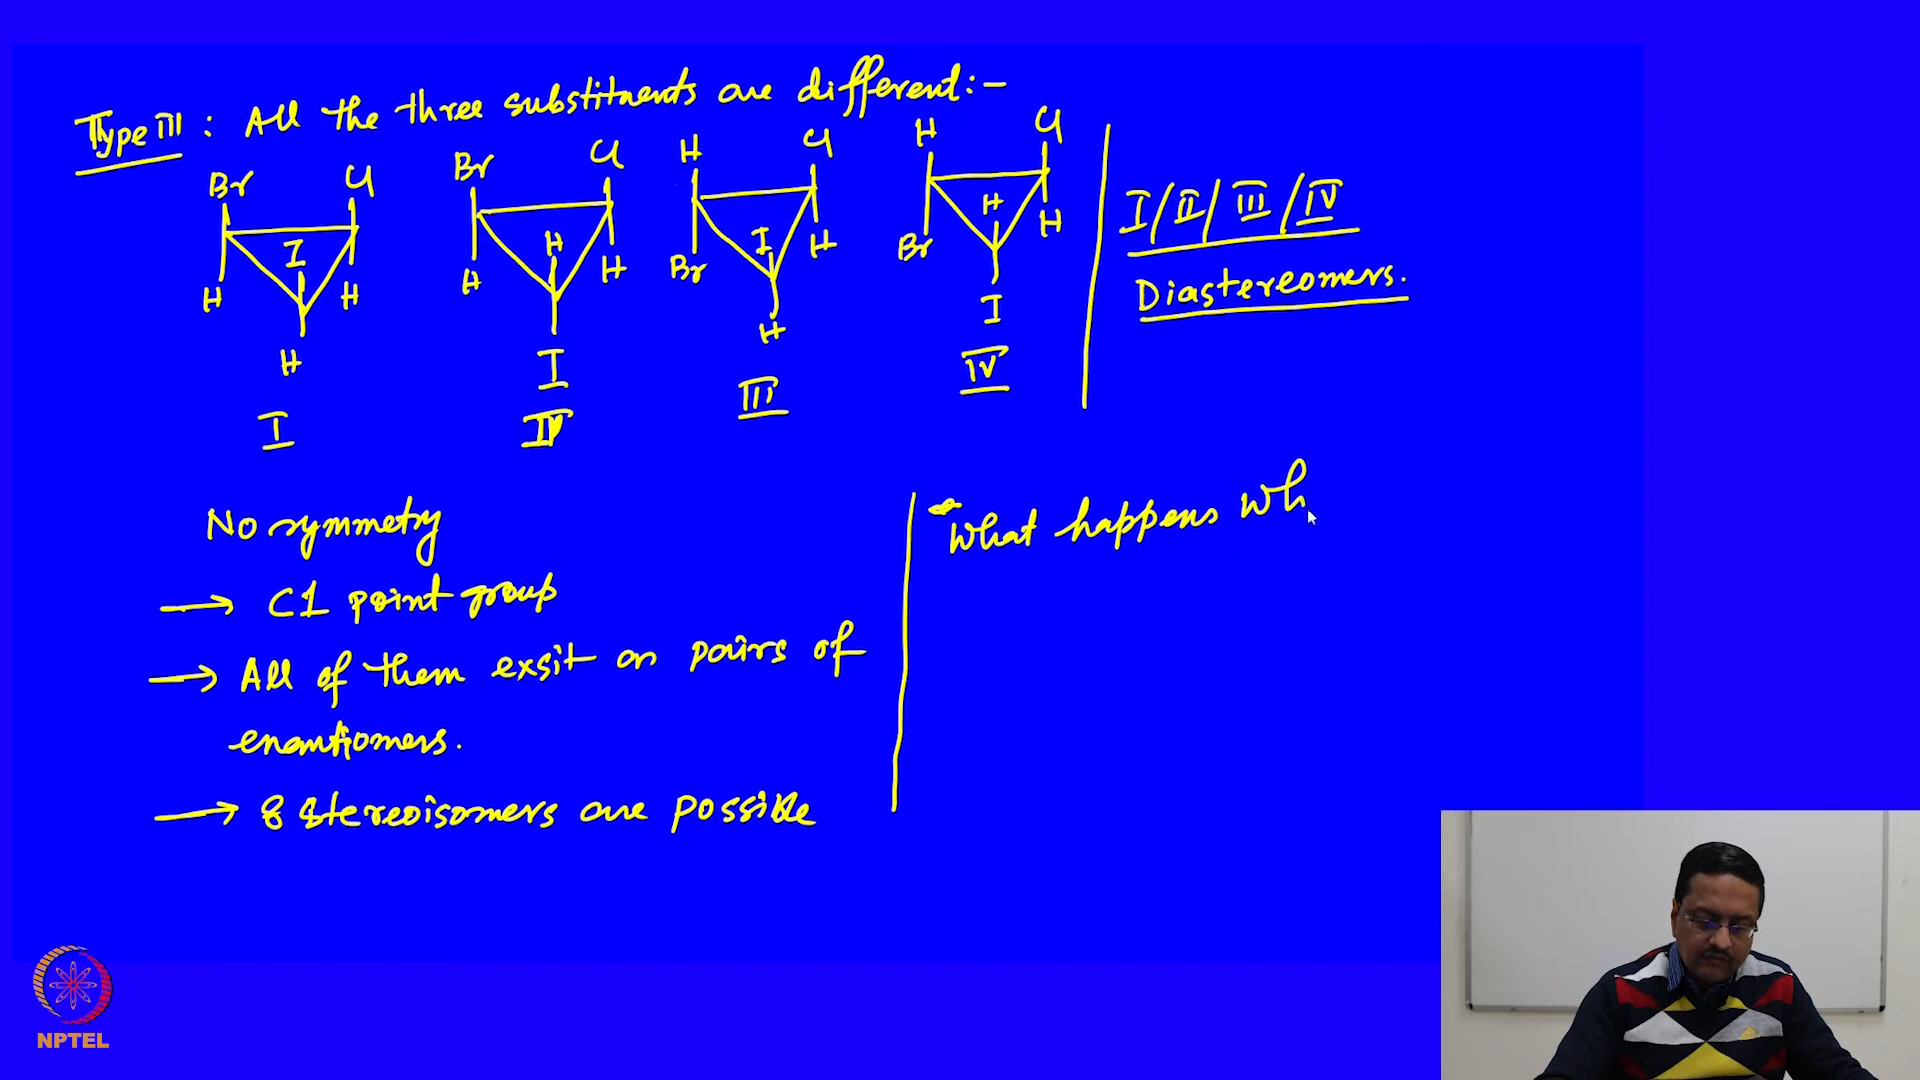 Type III : All the three substituents are different:-
Br Cl Br Cl H Cl H Cl
I H I H
H H H H Br H Br H
H I H I
I II III IV
I/II/III/IV
Diastereomers.
No symmetry
→ C1 point group
→ All of them exsit on pairs of
enantiomers.
→ 8 stereoisomers are possible
What happens Wh
NPTEL